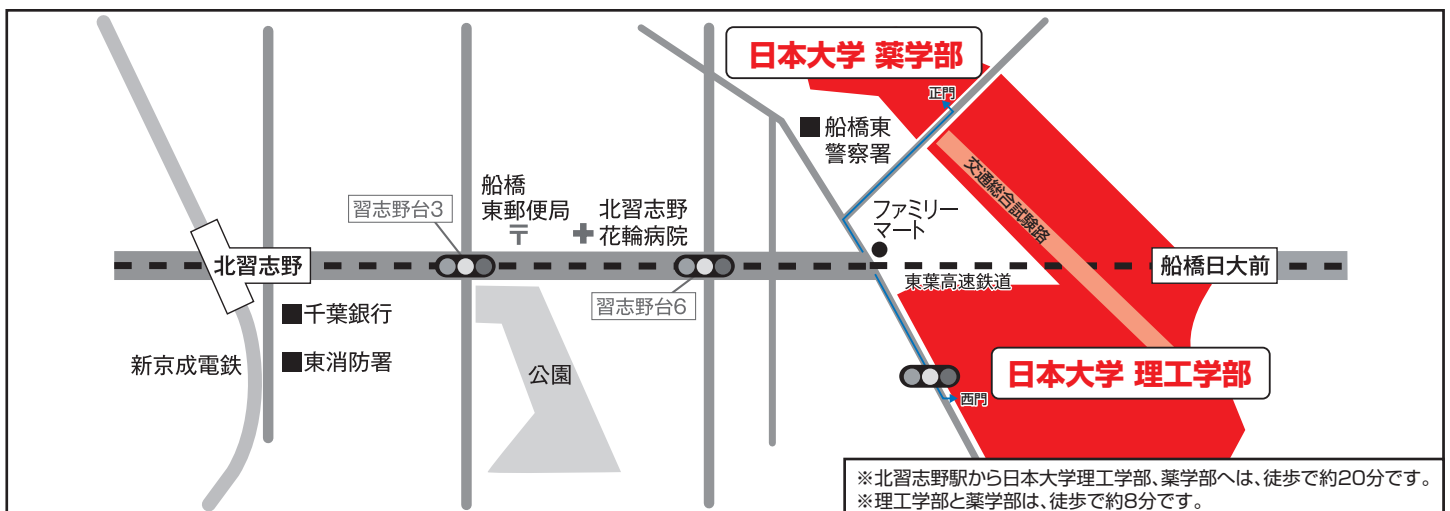 日本大学 薬学部
正門
船橋東
警察署
交通総合試験路
船橋
東郵便局
〒
北習志野
花輪病院
習志野台3
ファミリー
マート
北習志野
東葉高速鉄道
船橋日大前
習志野台6
千葉銀行
東消防署
新京成電鉄
公園
日本大学 理工学部
西門
※北習志野駅から日本大学理工学部、薬学部へは、徒歩で約20分です。
※理工学部と薬学部は、徒歩で約8分です。